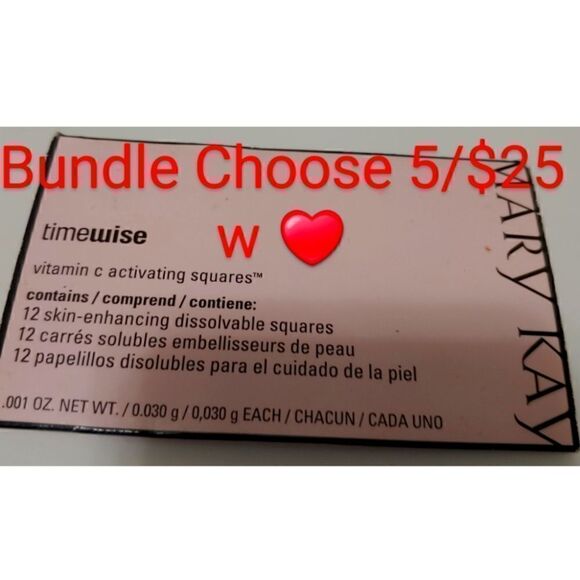 Bundle Choose 5/$25
w ❤
MARY KAY
timewise
vitamin c activating squares™
contains / comprend / contiene:
12 skin-enhancing dissolvable squares
12 carrés solubles embellisseurs de peau
12 papelillos disolubles para el cuidado de la piel
.001 OZ. NET WT. / 0.030 g / 0,030 g EACH / CHACUN / CADA UNO